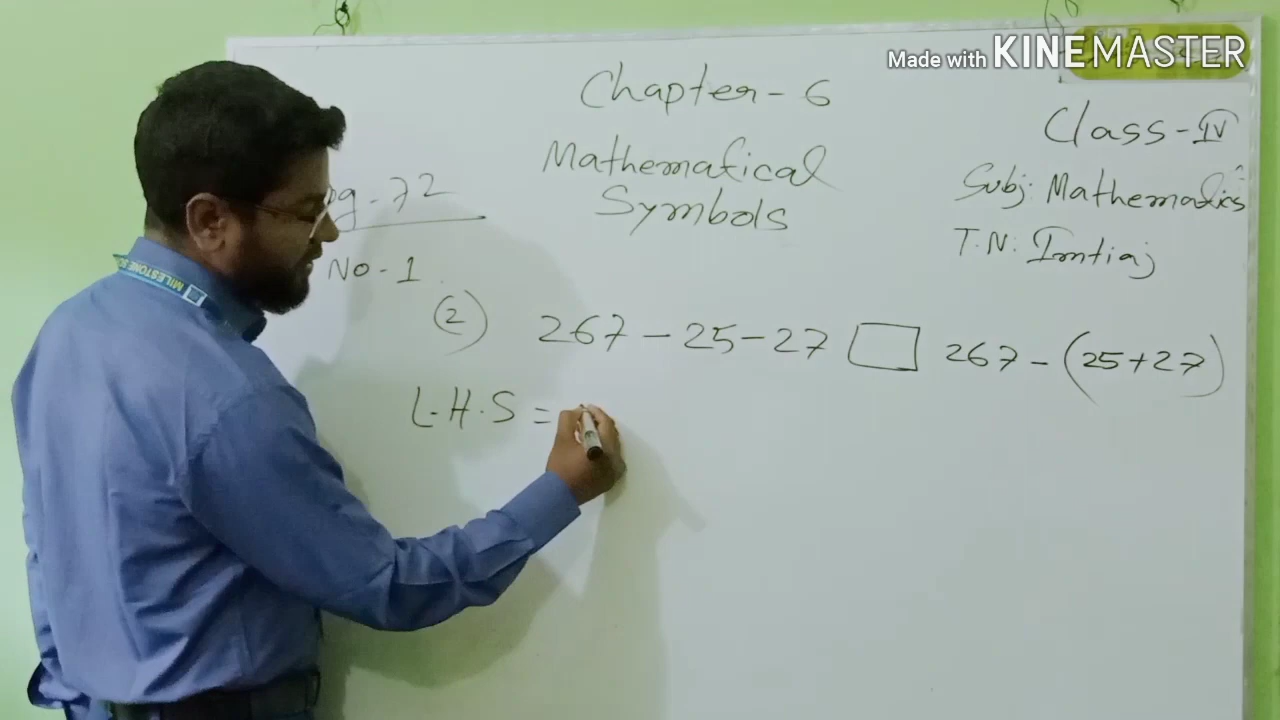 Made with KINEMASTER
Chapter - 6
Mathematical
Symbols
Class - IV
Subj: Mathematics
T.N: Imtiaj
pg - 72
No - 1
(2) 267 - 25 - 27 □ 267 - (25 + 27)
L.H.S =
MILESTONE